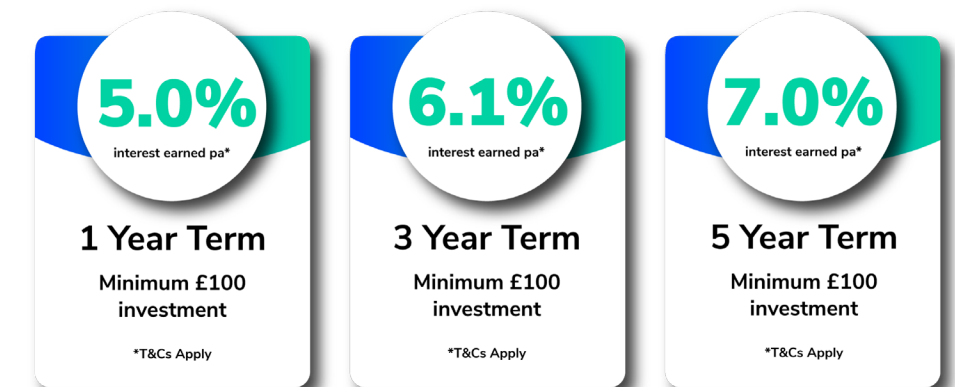 5.0%
interest earned pa*
1 Year Term
Minimum £100
investment
*T&Cs Apply
6.1%
interest earned pa*
3 Year Term
Minimum £100
investment
*T&Cs Apply
7.0%
interest earned pa*
5 Year Term
Minimum £100
investment
*T&Cs Apply